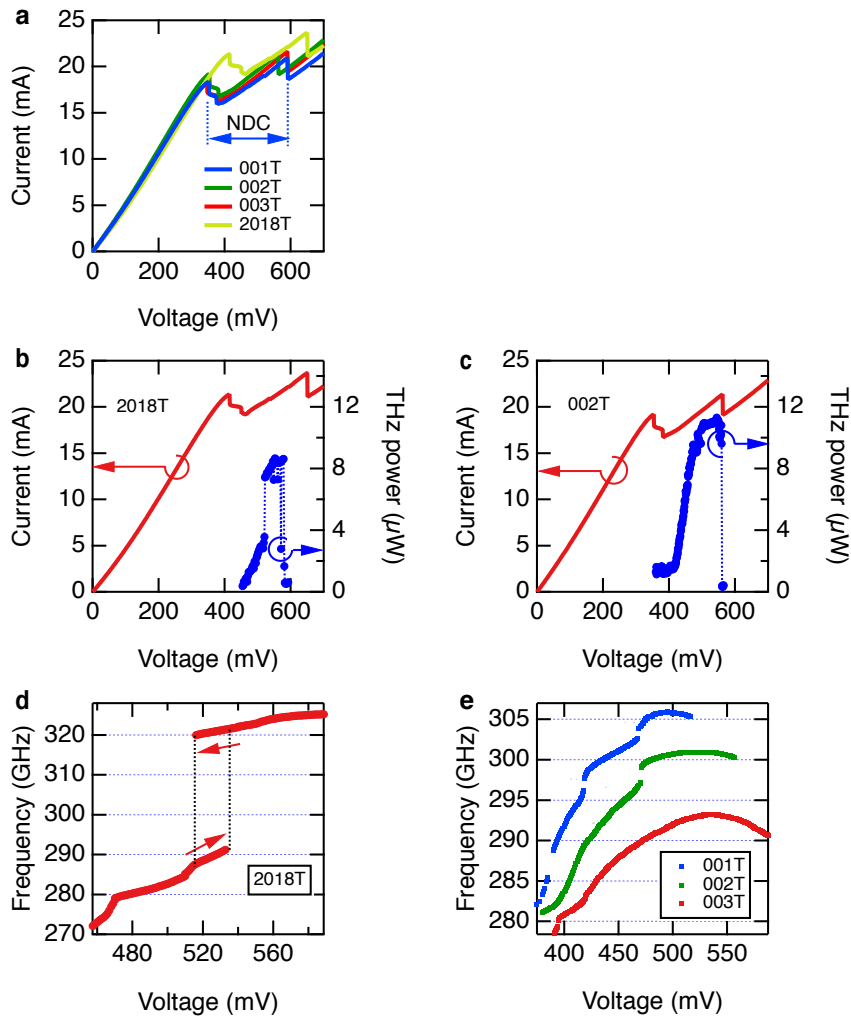 a
25
20
15
10
5
0
Current (mA)
NDC
001T
002T
003T
2018T
0 200 400 600
Voltage (mV)
b
25
20
15
10
5
0
Current (mA)
2018T
12
8
4
0
THz power (µW)
0 200 400 600
Voltage (mV)
c
25
20
15
10
5
0
Current (mA)
002T
12
8
4
0
THz power (µW)
0 200 400 600
Voltage (mV)
d
320
310
300
290
280
270
Frequency (GHz)
2018T
480 520 560
Voltage (mV)
e
305
300
295
290
285
280
Frequency (GHz)
001T
002T
003T
400 450 500 550
Voltage (mV)